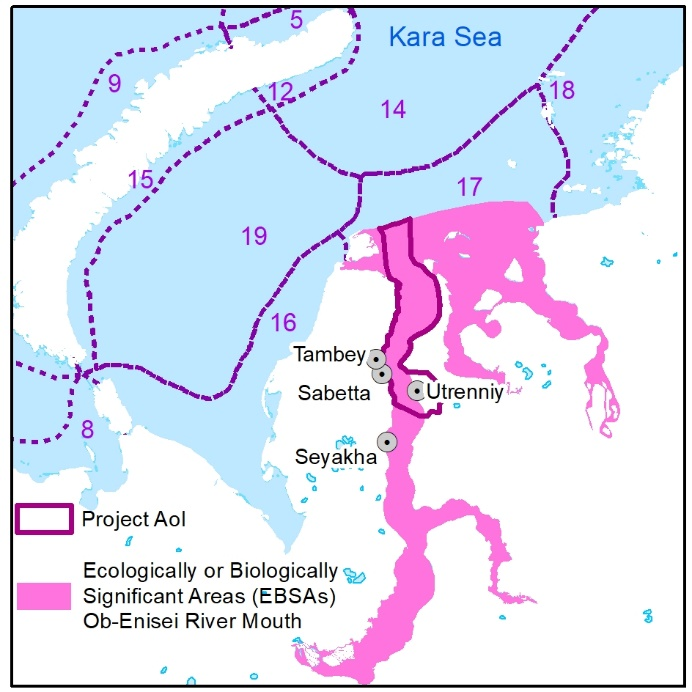 5
Kara Sea
9
12
18
14
15
17
19
16
Tambey
Sabetta
Utrenniy
8
Seyakha
Project AoI
Ecologically or Biologically
Significant Areas (EBSAs)
Ob-Enisei River Mouth